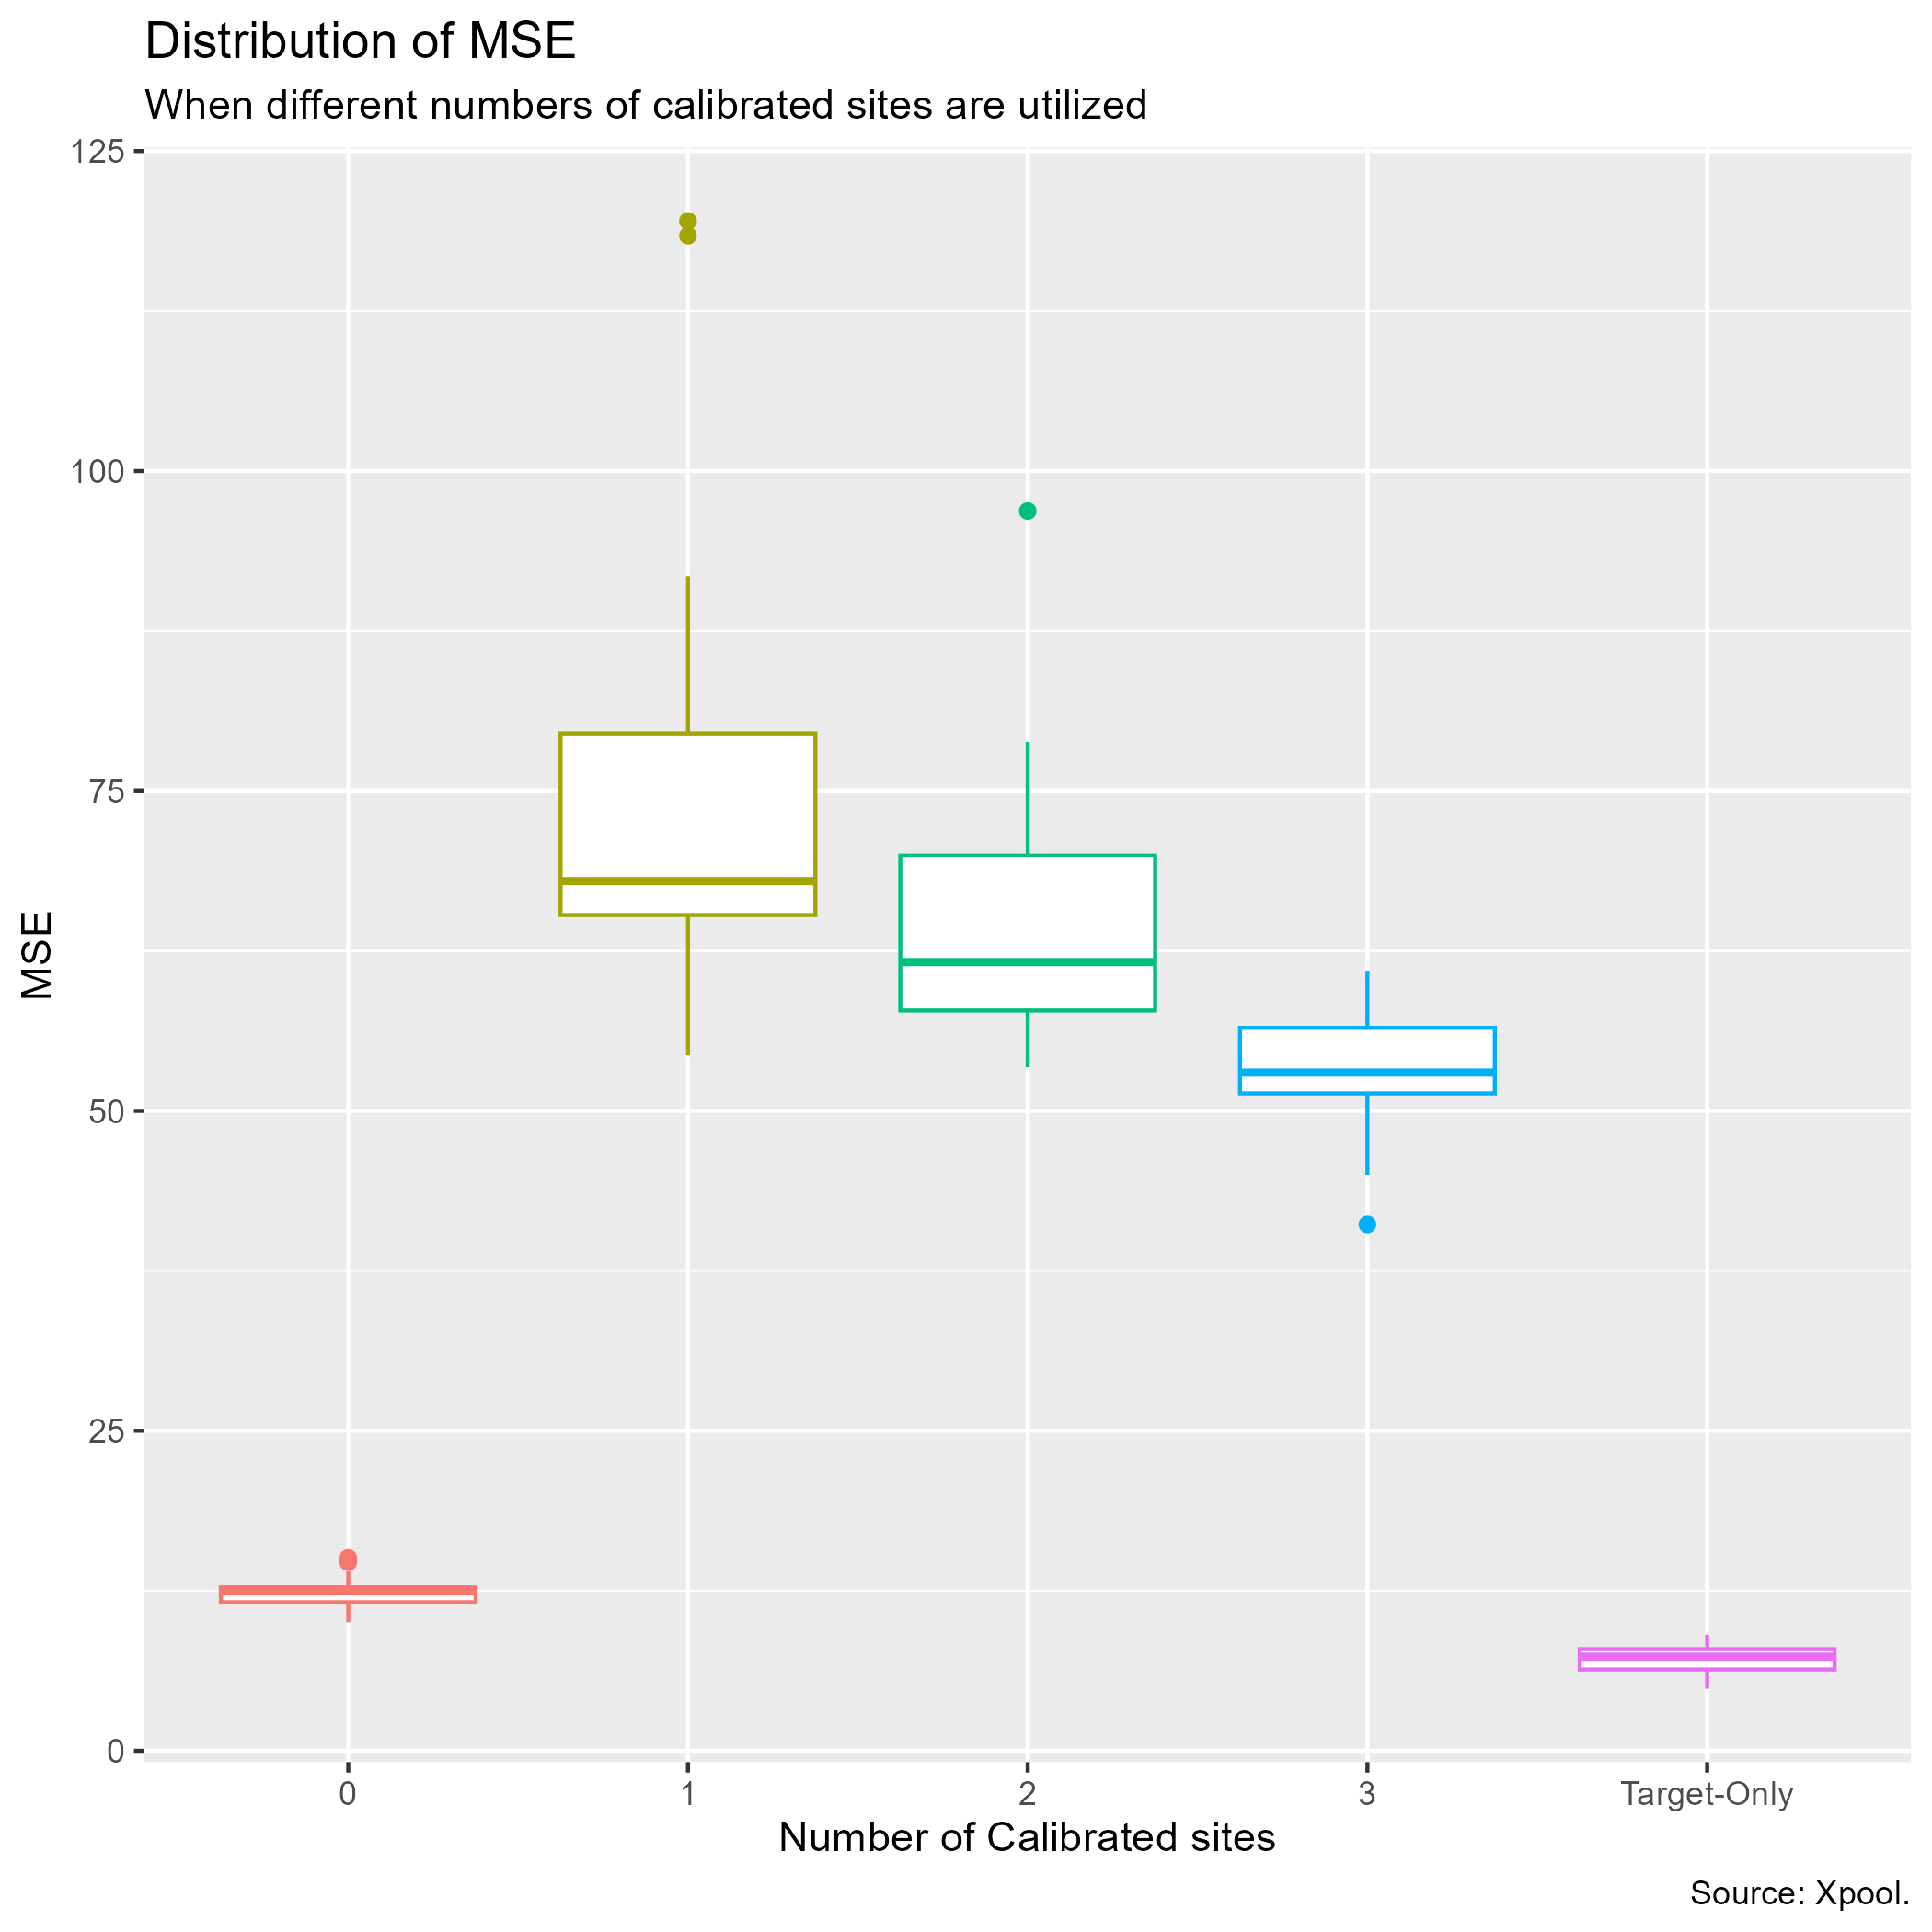 Distribution of MSE
When different numbers of calibrated sites are utilized
125
100
75
50
25
0
MSE
0 1 2 3 Target-Only
Number of Calibrated sites
Source: Xpool.